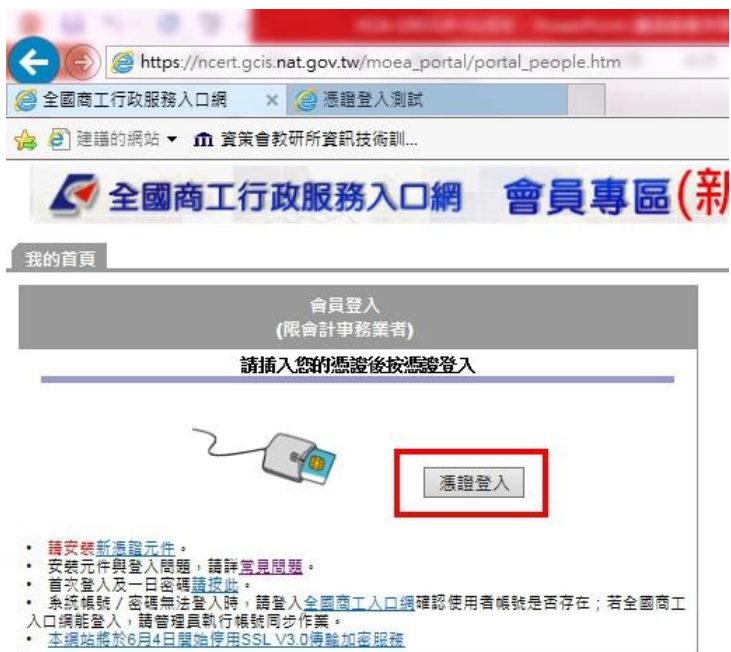 https://ncert.gcis.nat.gov.tw/moea_portal/portal_people.htm
全國商工行政服務入口網 × 憑證登入測試
建議的網站 ▼ 資策會教研所資訊技術訓...
全國商工行政服務入口網 會員專區(新
我的首頁
會員登入
(限會計事務業者)
請插入您的憑證後按憑證登入
憑證登入
• 請安裝新憑證元件。
• 安裝元件與登入問題，請詳常見問題。
• 首次登入及一日密碼請按此。
• 系統帳號 / 密碼無法登入時，請登入全國商工入口網確認使用者帳號是否存在；若全國商工
入口網能登入，請管理員執行帳號同步作業。
• 本網站將於6月4日開始停用SSL V3.0傳輸加密服務